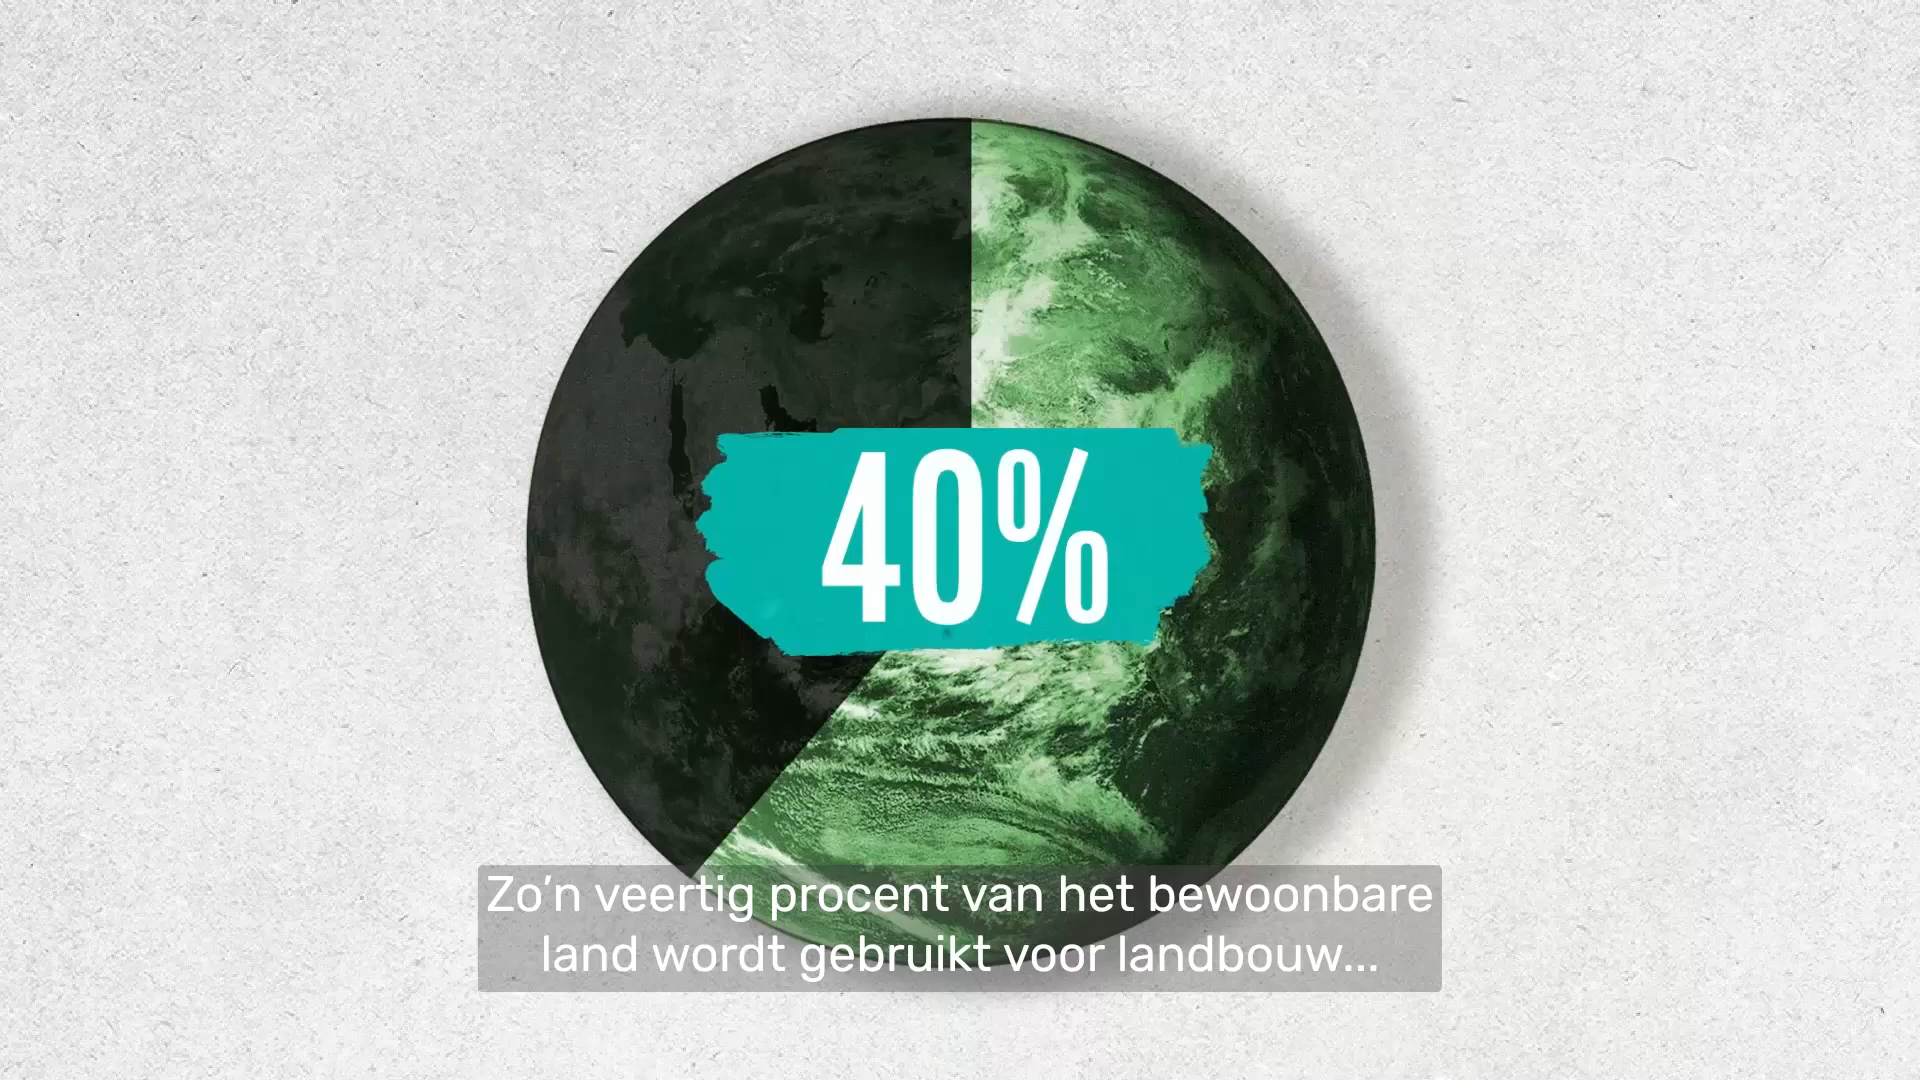 40%
Zo’n veertig procent van het bewoonbare
land wordt gebruikt voor landbouw...